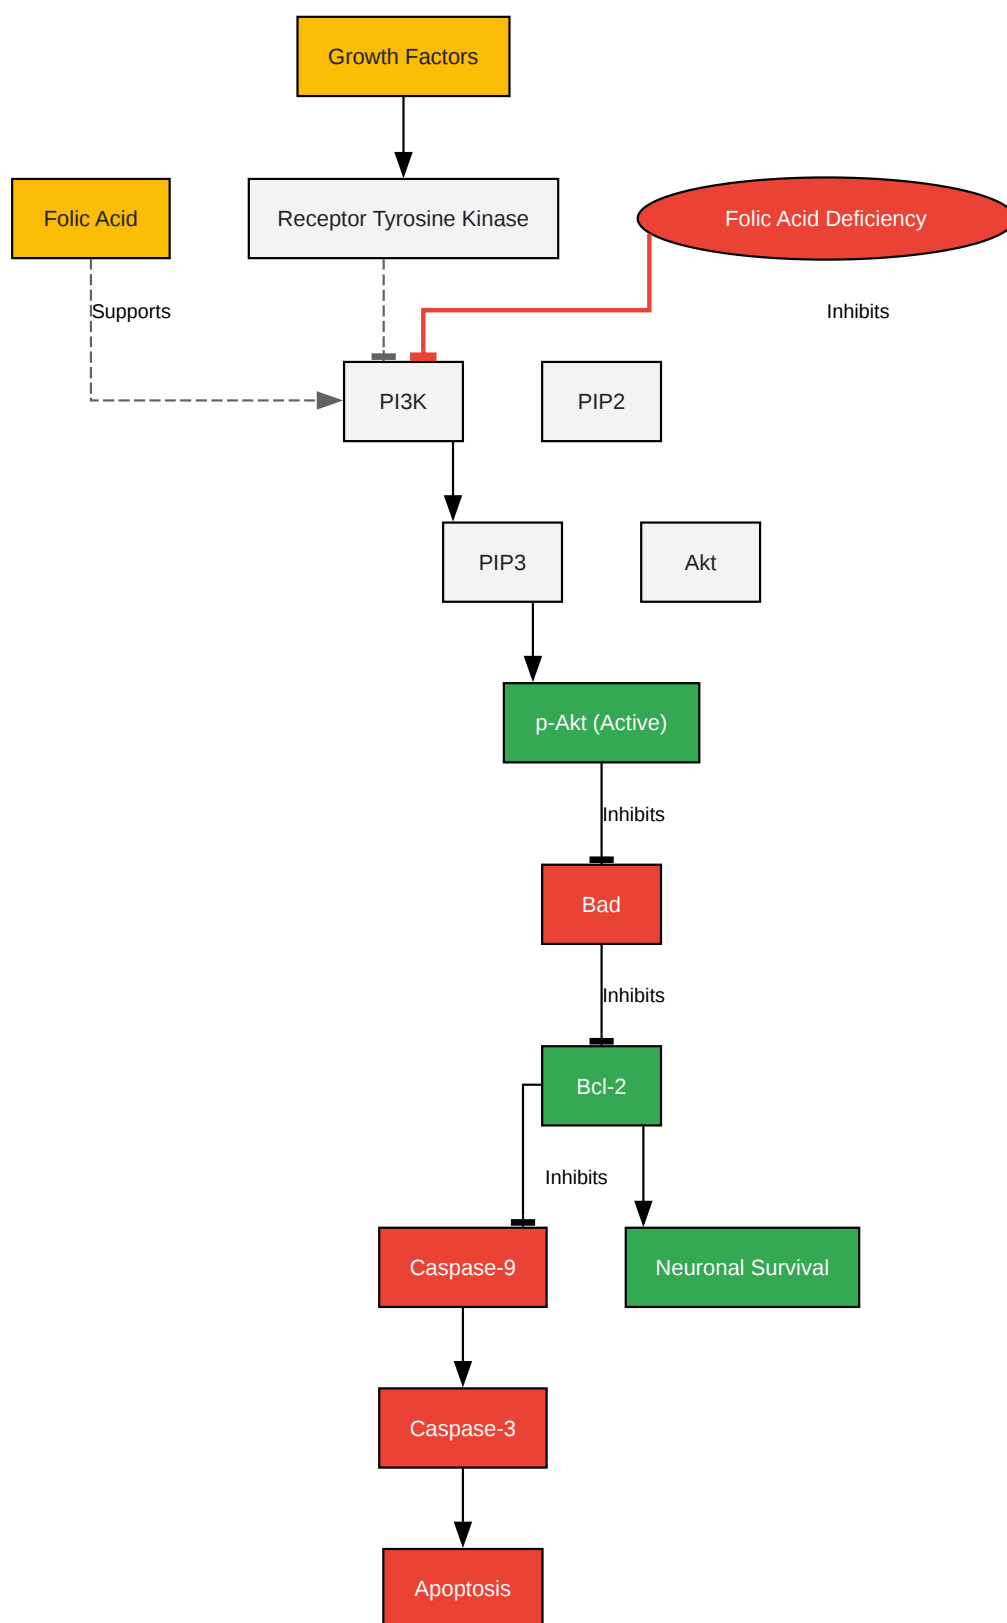 Growth Factors
Folic Acid
Receptor Tyrosine Kinase
Folic Acid Deficiency
Supports
Inhibits
PI3K
PIP2
PIP3
Akt
p-Akt (Active)
Inhibits
Bad
Inhibits
Bcl-2
Inhibits
Caspase-9
Neuronal Survival
Caspase-3
Apoptosis